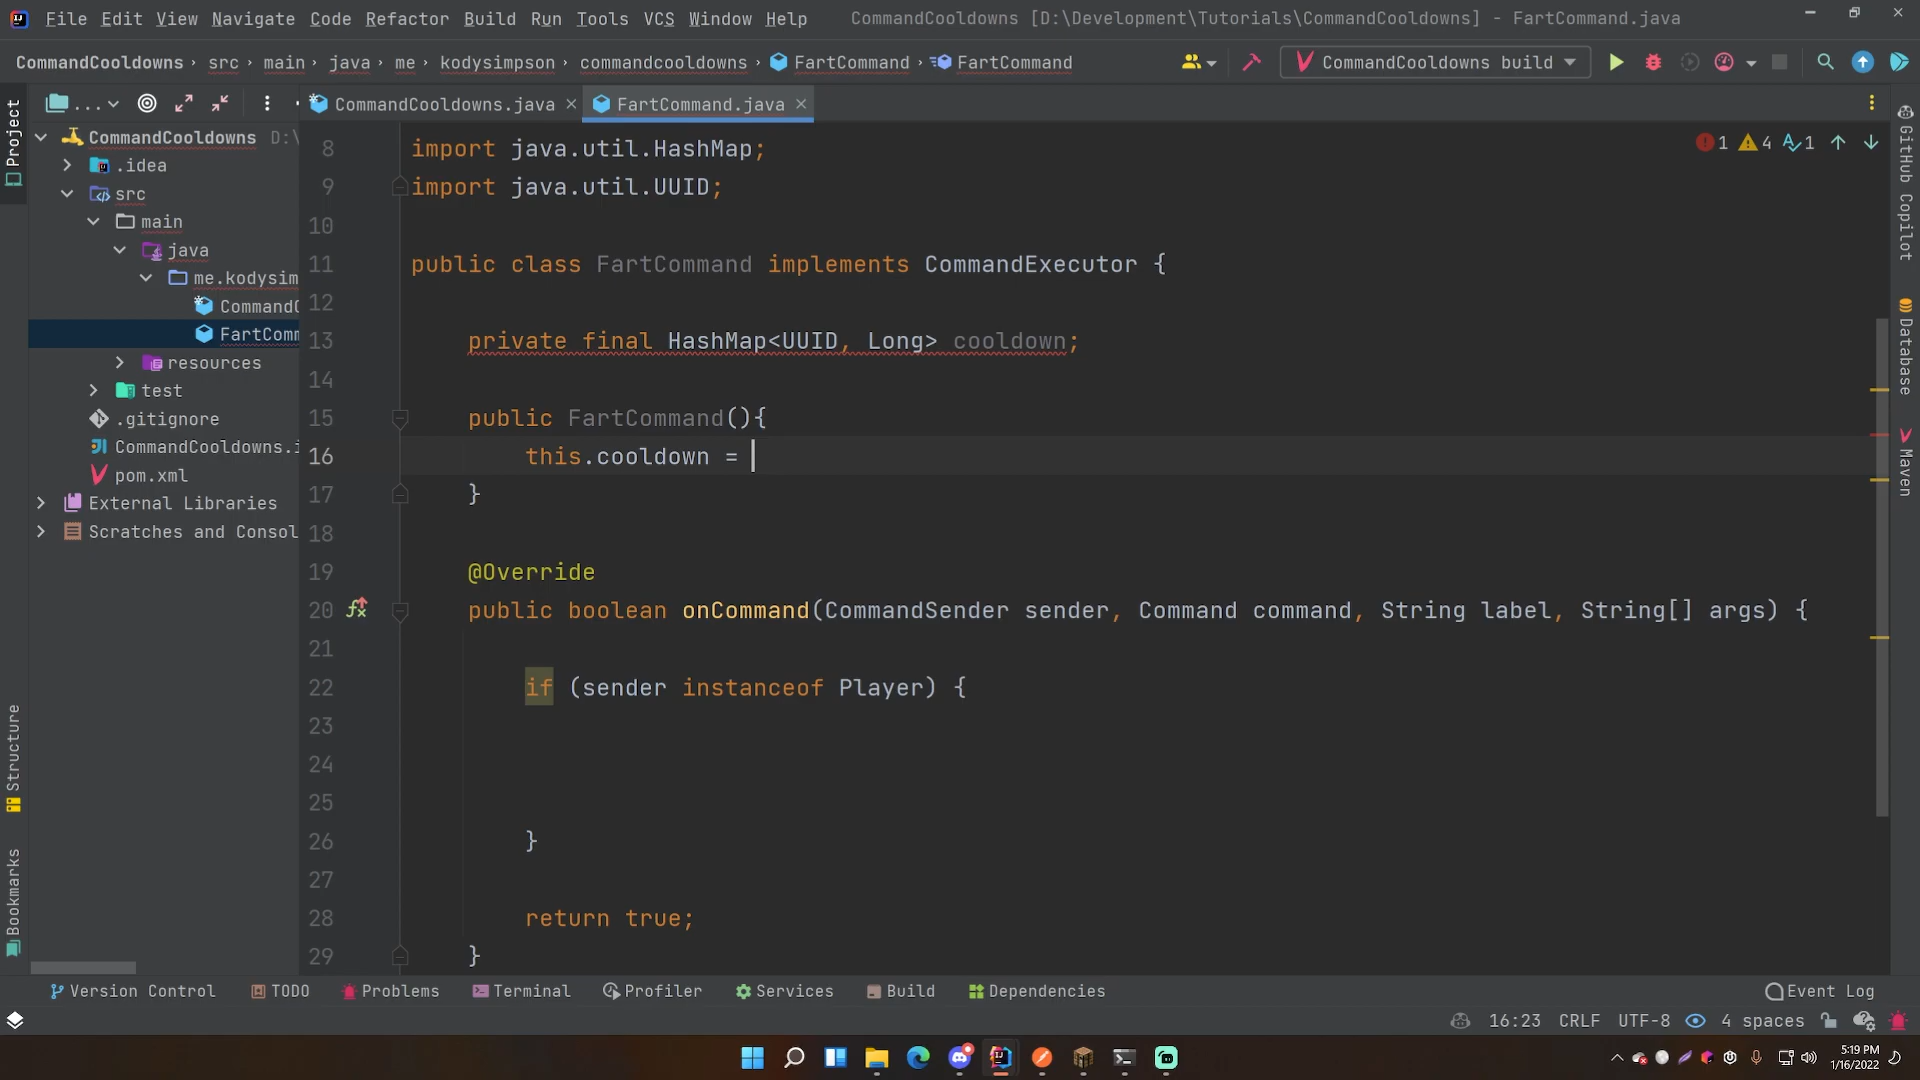 File Edit View Navigate Code Refactor Build Run Tools VCS Window Help CommandCooldowns [D:\Development\Tutorials\CommandCooldowns] - FartCommand.java
CommandCooldowns › src › main › java › me › kodysimpson › commandcooldowns › FartCommand › FartCommand CommandCooldowns build
... CommandCooldowns.java FartCommand.java
Project
CommandCooldowns D:\
.idea
src
main
java
me.kodysim
CommandC
FartComm
resources
test
.gitignore
CommandCooldowns.i
pom.xml
External Libraries
Scratches and Consol
Structure
Bookmarks
1 4 1
8 import java.util.HashMap;
9 import java.util.UUID;
10
11 public class FartCommand implements CommandExecutor {
12
13 private final HashMap<UUID, Long> cooldown;
14
15 public FartCommand(){
16 this.cooldown =
17 }
18
19 @Override
20 public boolean onCommand(CommandSender sender, Command command, String label, String[] args) {
21
22 if (sender instanceof Player) {
23
24
25
26 }
27
28 return true;
29 }
GitHub Copilot
Database
Maven
Version Control TODO Problems Terminal Profiler Services Build Dependencies Event Log
16:23 CRLF UTF-8 4 spaces
5:19 PM
1/16/2022